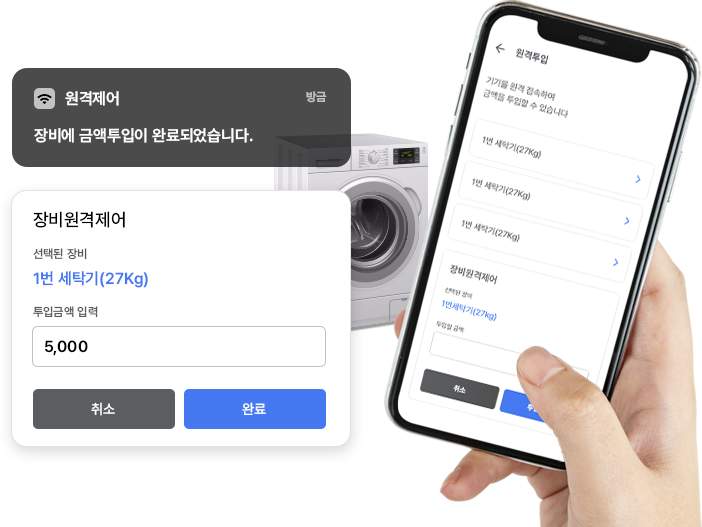 원격제어
방금
장비에 금액투입이 완료되었습니다.
장비원격제어
선택된 장비
1번 세탁기(27Kg)
투입금액 입력
5,000
취소
완료
원격투입
기기를 원격 접속하여
금액을 투입할 수 있습니다
1번 세탁기(27Kg)
1번 세탁기(27Kg)
1번 세탁기(27Kg)
장비원격제어
선택된 장비
1번세탁기(27kg)
투입할 금액
취소